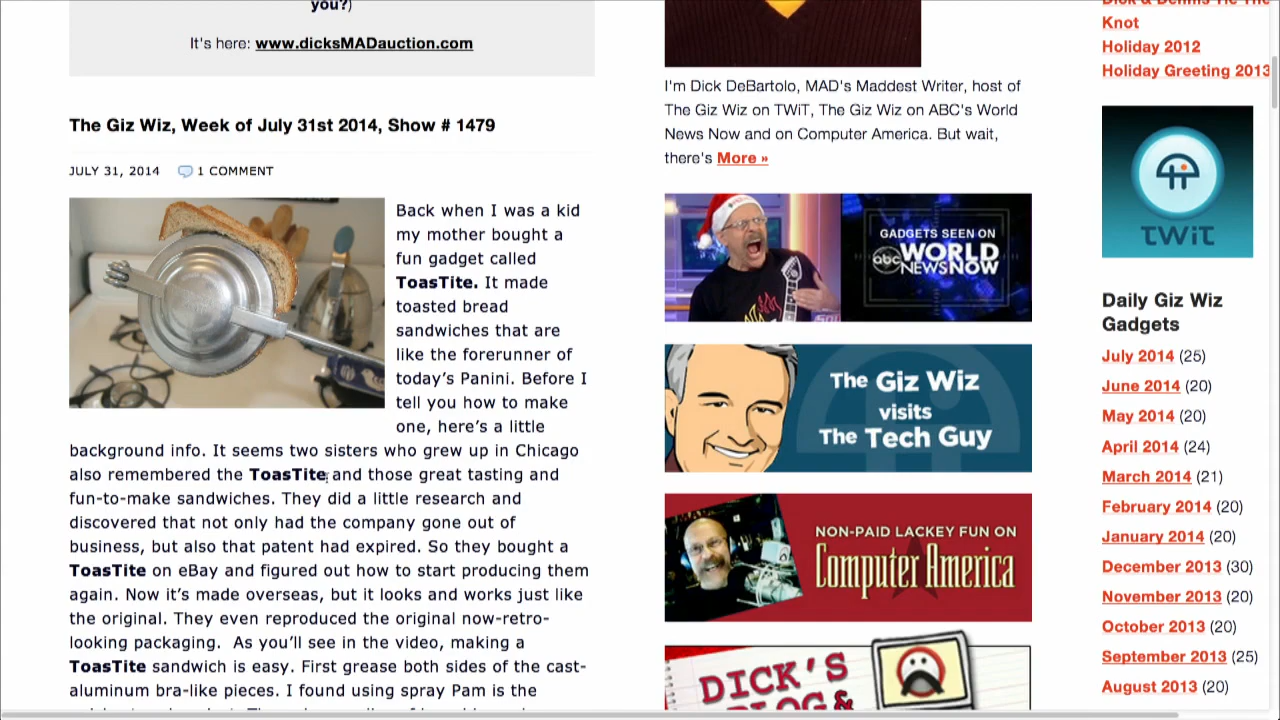 you?)
It's here: www.dicksMADauction.com
The Giz Wiz, Week of July 31st 2014, Show # 1479
JULY 31, 2014 1 COMMENT
Back when I was a kid
my mother bought a
fun gadget called
ToasTite. It made
toasted bread
sandwiches that are
like the forerunner of
today's Panini. Before I
tell you how to make
one, here's a little
background info. It seems two sisters who grew up in Chicago
also remembered the ToasTite and those great tasting and
fun-to-make sandwiches. They did a little research and
discovered that not only had the company gone out of
business, but also that patent had expired. So they bought a
ToasTite on eBay and figured out how to start producing them
again. Now it's made overseas, but it looks and works just like
the original. They even reproduced the original now-retro-
looking packaging. As you'll see in the video, making a
ToasTite sandwich is easy. First grease both sides of the cast-
aluminum bra-like pieces. I found using spray Pam is the
I'm Dick DeBartolo, MAD's Maddest Writer, host of
The Giz Wiz on TWiT, The Giz Wiz on ABC's World
News Now and on Computer America. But wait,
there's More »
GADGETS SEEN ON
abc WORLD
NEWS NOW
The Giz Wiz
visits
The Tech Guy
NON-PAID LACKEY FUN ON
Computer America
DICK'S
BLOG &
Dick & Dennis Tie The
Knot
Holiday 2012
Holiday Greeting 2013
TWiT
Daily Giz Wiz
Gadgets
July 2014 (25)
June 2014 (20)
May 2014 (20)
April 2014 (24)
March 2014 (21)
February 2014 (20)
January 2014 (20)
December 2013 (30)
November 2013 (20)
October 2013 (20)
September 2013 (25)
August 2013 (20)